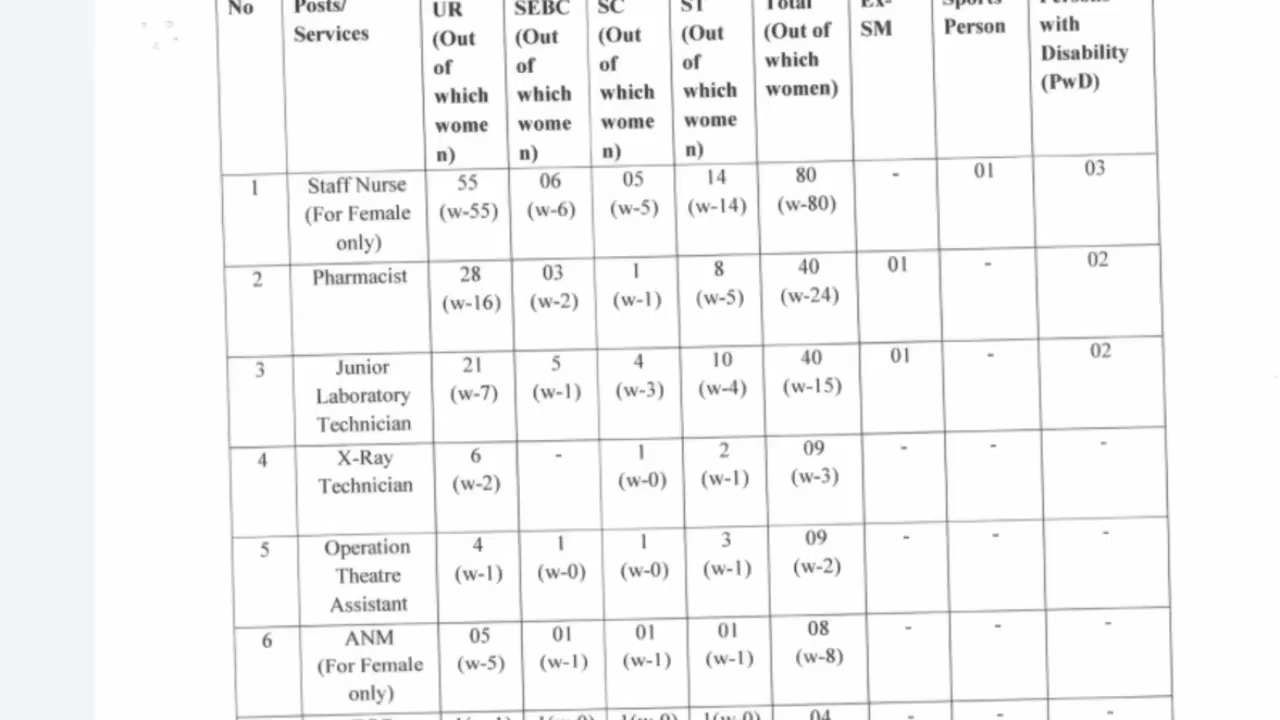 No Posts/ UR SEBC SC ST Total Ex- Sports Persons
Services (Out (Out (Out (Out (Out of SM Person with
of of of of which Disability
which which which which women) (PwD)
wome wome wome wome
n) n) n) n)
1 Staff Nurse 55 06 05 14 80 - 01 03
(For Female (w-55) (w-6) (w-5) (w-14) (w-80)
only)
2 Pharmacist 28 03 1 8 40 01 - 02
(w-16) (w-2) (w-1) (w-5) (w-24)
3 Junior 21 5 4 10 40 01 - 02
Laboratory (w-7) (w-1) (w-3) (w-4) (w-15)
Technician
4 X-Ray 6 - 1 2 09 - - -
Technician (w-2) (w-0) (w-1) (w-3)
5 Operation 4 1 1 3 09 - - -
Theatre (w-1) (w-0) (w-0) (w-1) (w-2)
Assistant
6 ANM 05 01 01 01 08 - - -
(For Female (w-5) (w-1) (w-1) (w-1) (w-8)
only)
1(w-0) 1(w-0) 1(w-0) 04 - - -